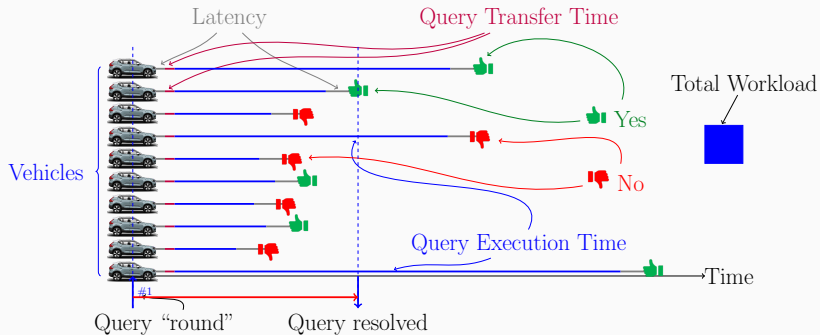 Latency
Query Transfer Time
Total Workload
Yes
Vehicles
No
Query Execution Time
Time
#1
Query “round”
Query resolved